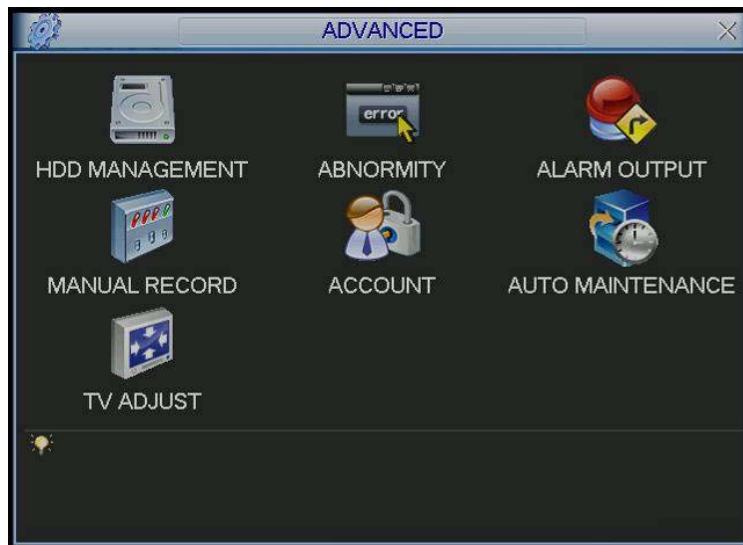 ADVANCED
error
HDD MANAGEMENT
ABNORMITY
ALARM OUTPUT
MANUAL RECORD
ACCOUNT
AUTO MAINTENANCE
TV ADJUST